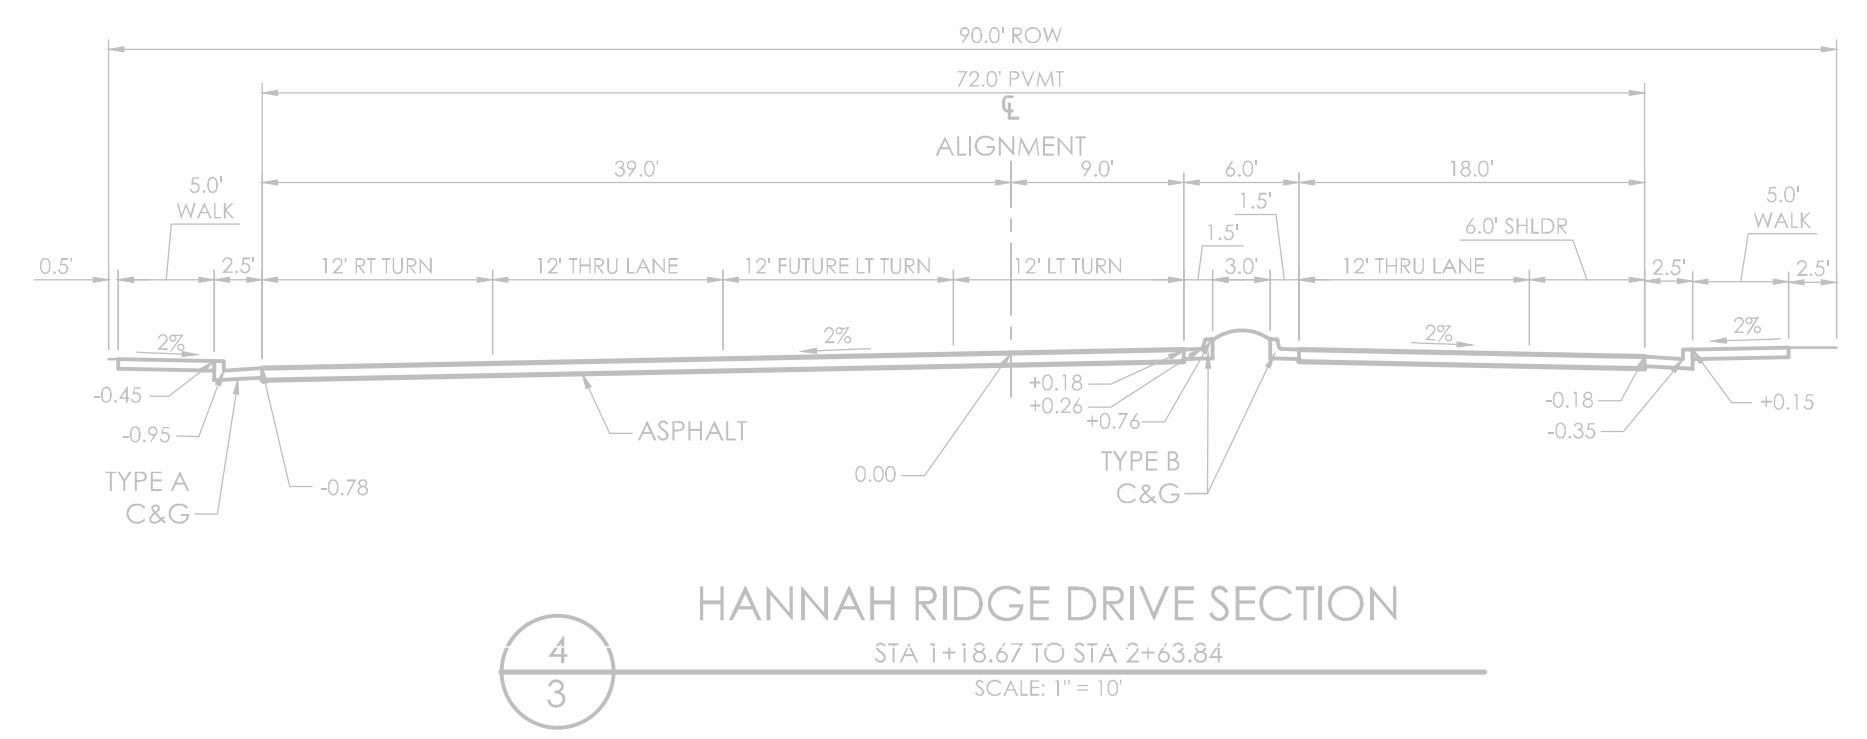 90.0' ROW
72.0' PVMT
CL
ALIGNMENT
39.0'
9.0'
6.0'
18.0'
5.0'
WALK
1.5'
1.5'
6.0' SHLDR
5.0'
WALK
0.5'
2.5'
12' RT TURN
12' THRU LANE
12' FUTURE LT TURN
12' LT TURN
3.0'
12' THRU LANE
2.5'
2.5'
2%
2%
2%
2%
-0.45
-0.95
TYPE A
C&G
-0.78
ASPHALT
0.00
+0.18
+0.26
+0.76
TYPE B
C&G
-0.18
-0.35
+0.15
HANNAH RIDGE DRIVE SECTION
4
3
STA 1+18.67 TO STA 2+63.84
SCALE: 1" = 10'